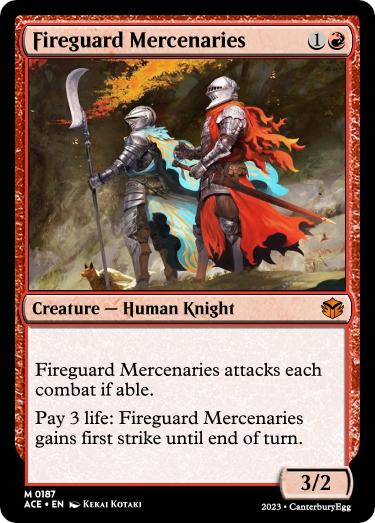 Fireguard Mercenaries 1
Creature — Human Knight
Fireguard Mercenaries attacks each
combat if able.
Pay 3 life: Fireguard Mercenaries
gains first strike until end of turn.
3/2
M 0187
ACE • EN Kekai Kotaki
2023 • CanterburyEgg